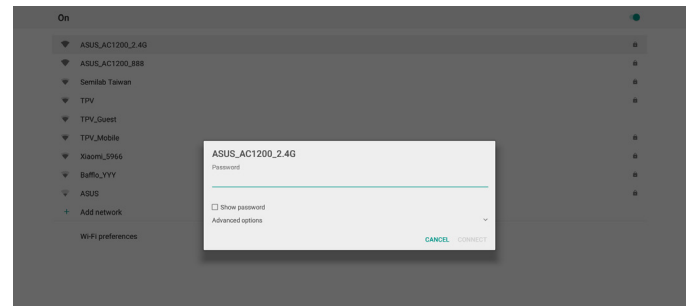 On
ASUS_AC1200_2.4G
ASUS_AC1200_888
Semilab Taiwan
TPV
TPV_Guest
TPV_Mobile
Xiaomi_5966
Bafflo_YYY
ASUS
+ Add network
Wi-Fi preferences
ASUS_AC1200_2.4G
Password
Show password
Advanced options
CANCEL CONNECT